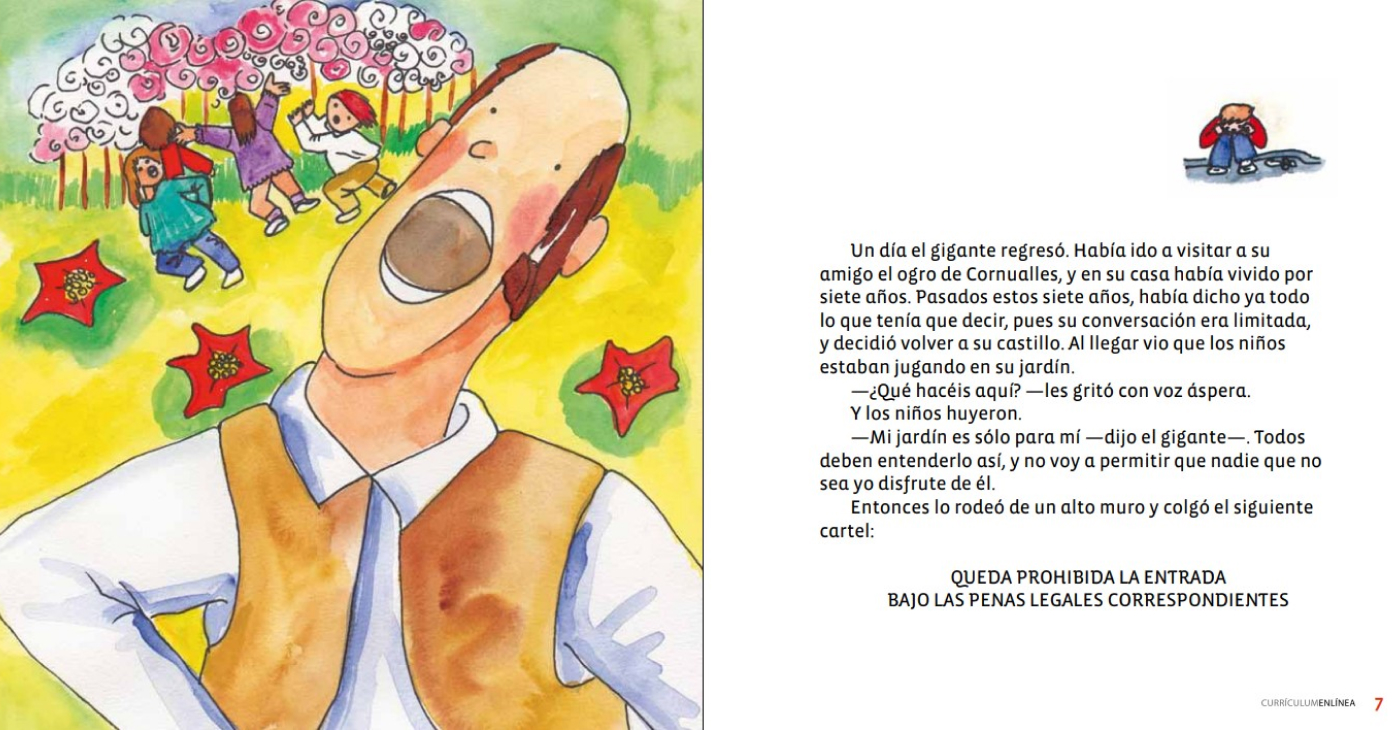 Un día el gigante regresó. Había ido a visitar a su
amigo el ogro de Cornualles, y en su casa había vivido por
siete años. Pasados estos siete años, había dicho ya todo
lo que tenía que decir, pues su conversación era limitada,
y decidió volver a su castillo. Al llegar vio que los niños
estaban jugando en su jardín.
—¿Qué hacéis aquí? —les gritó con voz áspera.
Y los niños huyeron.
—Mi jardín es sólo para mí —dijo el gigante—. Todos
deben entenderlo así, y no voy a permitir que nadie que no
sea yo disfrute de él.
Entonces lo rodeó de un alto muro y colgó el siguiente
cartel:
QUEDA PROHIBIDA LA ENTRADA
BAJO LAS PENAS LEGALES CORRESPONDIENTES
CURRÍCULUMENLÍNEA 7